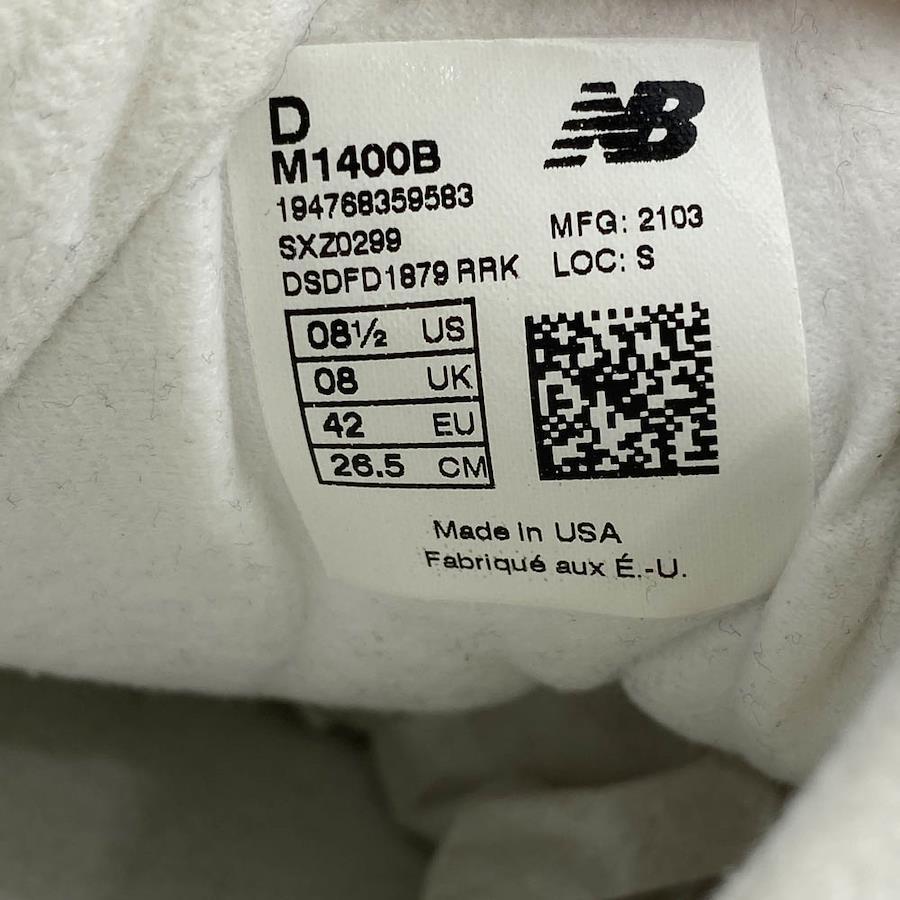 D
NB
M1400B
194768359583
SXZ0299
MFG: 2103
DSDFD1879 RRK
LOC: S
08½ US
08 UK
42 EU
26.5 CM
Made in USA
Fabriqué aux É.-U.